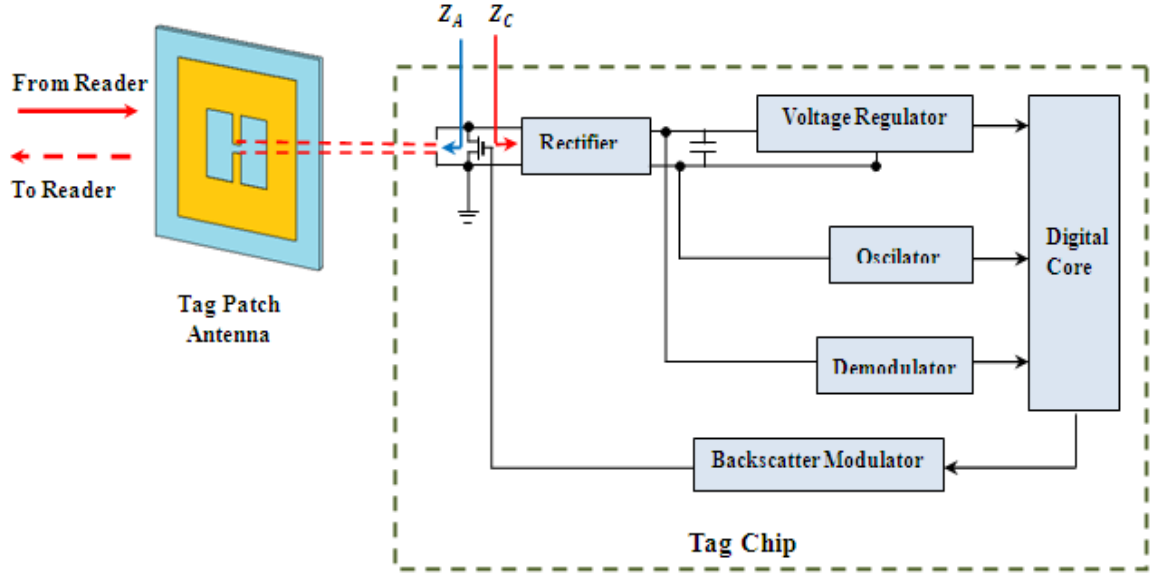 Z_A
Z_C
From Reader
To Reader
Tag Patch
Antenna
Rectifier
Voltage Regulator
Oscilator
Demodulator
Digital
Core
Backscatter Modulator
Tag Chip